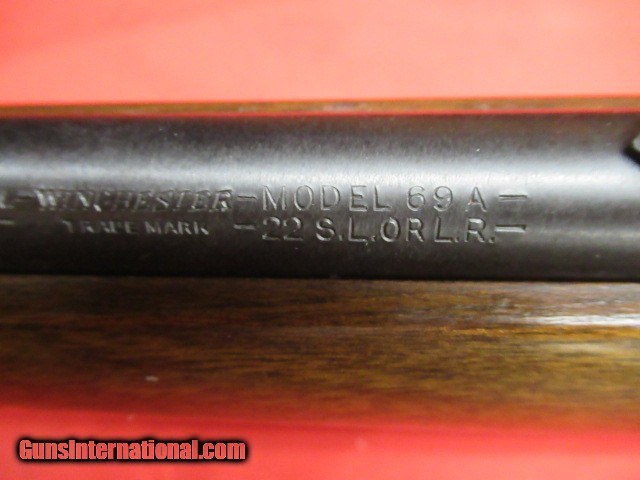 -WINCHESTER- MODEL 69 A-
TRADE MARK -22 S.L.OR L.R.-
GunsInternational.com